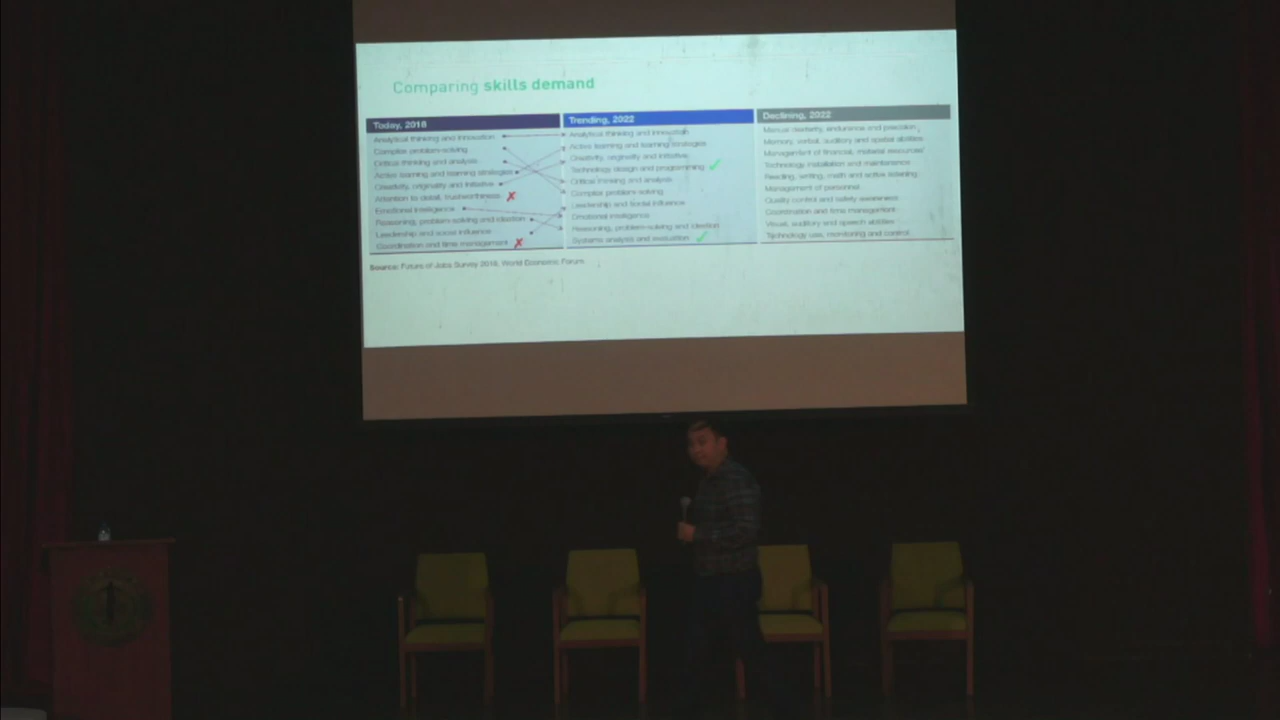 Comparing skills demand
Today, 2018
Analytical thinking and innovation
Complex problem-solving
Critical thinking and analysis
Active learning and learning strategies
Creativity, originality and initiative
Attention to detail, trustworthiness
Emotional intelligence
Reasoning, problem-solving and ideation
Leadership and social influence
Coordination and time management
Trending, 2022
Analytical thinking and innovation
Active learning and learning strategies
Creativity, originality and initiative
Technology design and programming
Critical thinking and analysis
Complex problem-solving
Leadership and social influence
Emotional intelligence
Reasoning, problem-solving and ideation
Systems analysis and evaluation
Declining, 2022
Manual dexterity, endurance and precision
Memory, verbal, auditory and spatial abilities
Management of financial, material resources
Technology installation and maintenance
Reading, writing, math and active listening
Management of personnel
Quality control and safety awareness
Coordination and time management
Visual, auditory and speech abilities
Technology use, monitoring and control
Source: Future of Jobs Survey 2018, World Economic Forum.